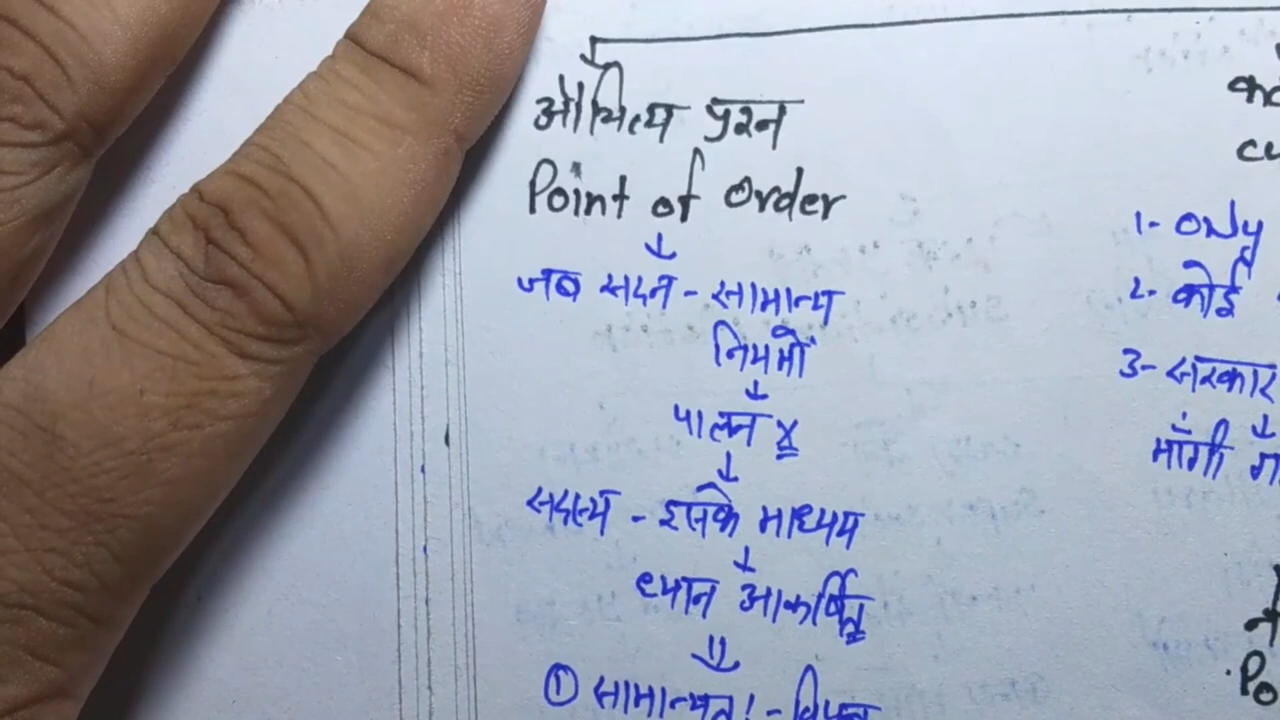 औचित्य प्रश्न
Point of Order
↓
जब सदन - सामान्य
नियमों
↓
पालन x
↓
सदस्य - इसके माध्यम
↓
ध्यान आकर्षित
⇓
① सामान्यतः - विपक्ष
1- Only
2- कोई
3- सरकार
↓
माँगी